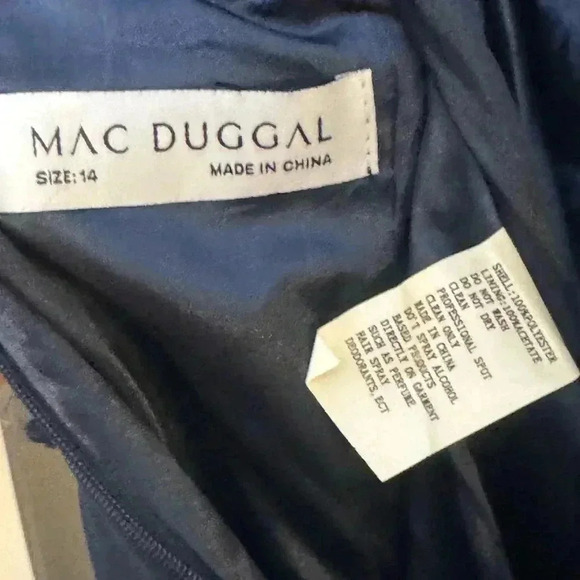 MAC DUGGAL
SIZE:14 MADE IN CHINA
SHELL:100%POLYESTER
LINING:100%ACETATE
DO NOT WASH
DO NOT DRY
CLEAN
PROFESSIONAL SPOT
CLEAN ONLY
MADE IN CHINA
DO'T SPRAY ALCOHOL
BASED PRODUCTS
DIRECTLY ON GARMENT
SUCH AS PERFUME
HAIR SPRAY
DEODORANTS, ECT